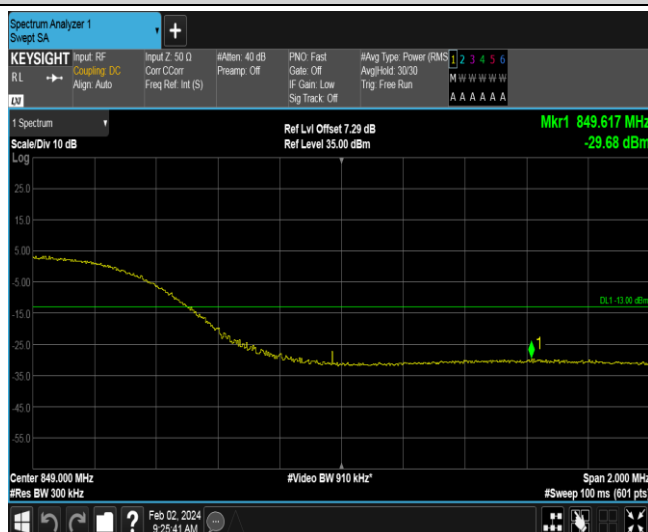 Spectrum Analyzer 1
Swept SA
+
KEYSIGHT
RL
Input: RF
Coupling: DC
Align: Auto
Input Z: 50 Ω
Corr CCorr
Freq Ref: Int (S)
#Atten: 40 dB
Preamp: Off
PNO: Fast
Gate: Off
IF Gain: Low
Sig Track: Off
#Avg Type: Power (RMS
Avg|Hold: 30/30
Trig: Free Run
1 2 3 4 5 6
M W W W W W
A A A A A A
LXI
1 Spectrum
Scale/Div 10 dB
Ref Lvl Offset 7.29 dB
Ref Level 35.00 dBm
Mkr1 849.617 MHz
-29.68 dBm
Log
25.0
15.0
5.00
-5.00
DL1 -13.00 dBm
-15.0
-25.0
1
-35.0
-45.0
-55.0
Center 849.000 MHz
#Res BW 300 kHz
#Video BW 910 kHz*
Span 2.000 MHz
#Sweep 100 ms (601 pts)
?
Feb 02, 2024
9:25:41 AM